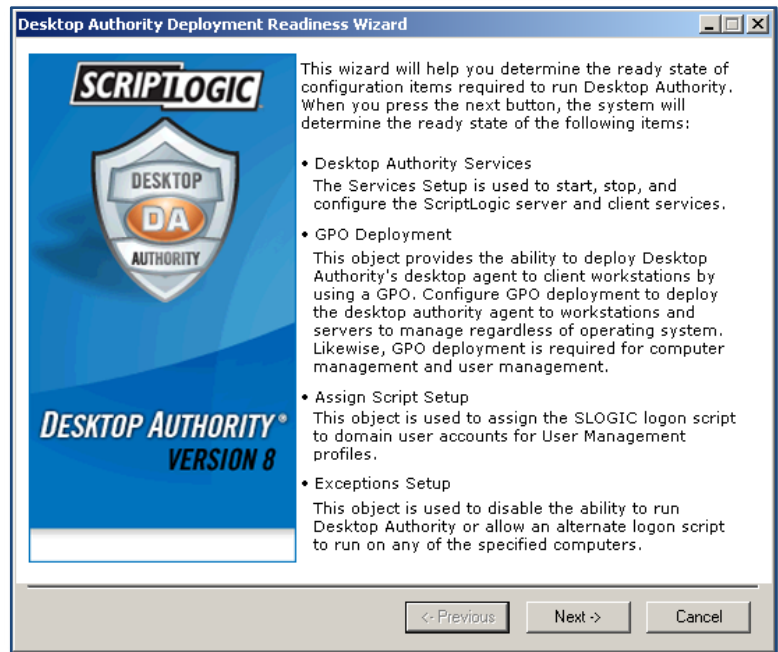 Desktop Authority Deployment Readiness Wizard
SCRIPTLOGIC
DESKTOP
DA
AUTHORITY
DESKTOP AUTHORITY®
VERSION 8
This wizard will help you determine the ready state of
configuration items required to run Desktop Authority.
When you press the next button, the system will
determine the ready state of the following items:
• Desktop Authority Services
The Services Setup is used to start, stop, and
configure the ScriptLogic server and client services.
• GPO Deployment
This object provides the ability to deploy Desktop
Authority's desktop agent to client workstations by
using a GPO. Configure GPO deployment to deploy
the desktop authority agent to workstations and
servers to manage regardless of operating system.
Likewise, GPO deployment is required for computer
management and user management.
• Assign Script Setup
This object is used to assign the SLOGIC logon script
to domain user accounts for User Management
profiles.
• Exceptions Setup
This object is used to disable the ability to run
Desktop Authority or allow an alternate logon script
to run on any of the specified computers.
<- Previous
Next ->
Cancel